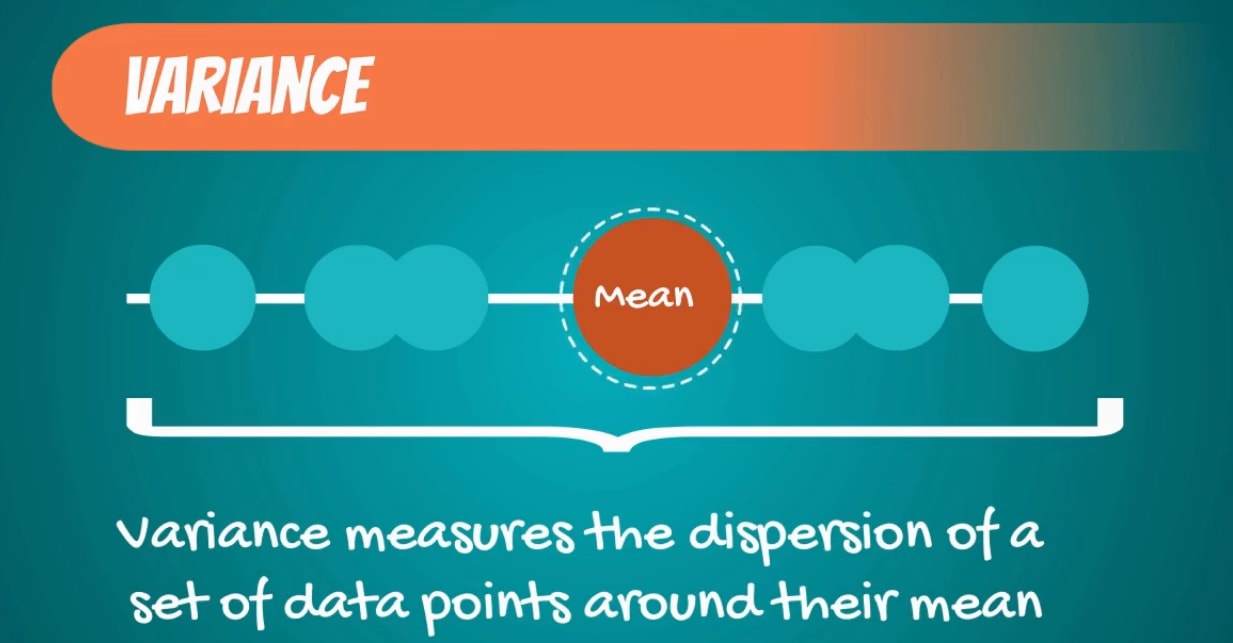 VARIANCE
Mean
Variance measures the dispersion of a
set of data points around their mean